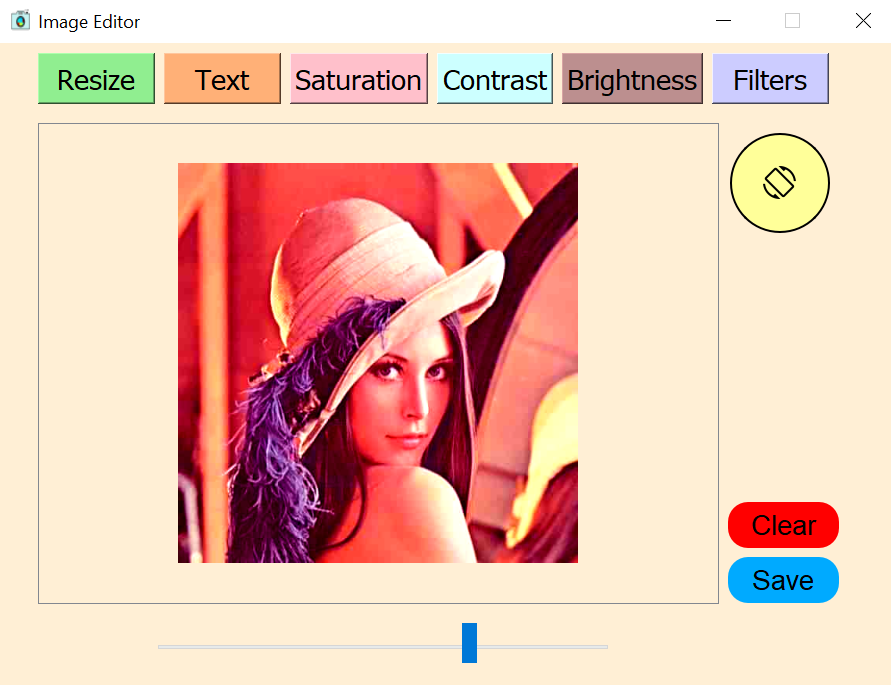 Image Editor
Resize Text Saturation Contrast Brightness Filters
Clear
Save